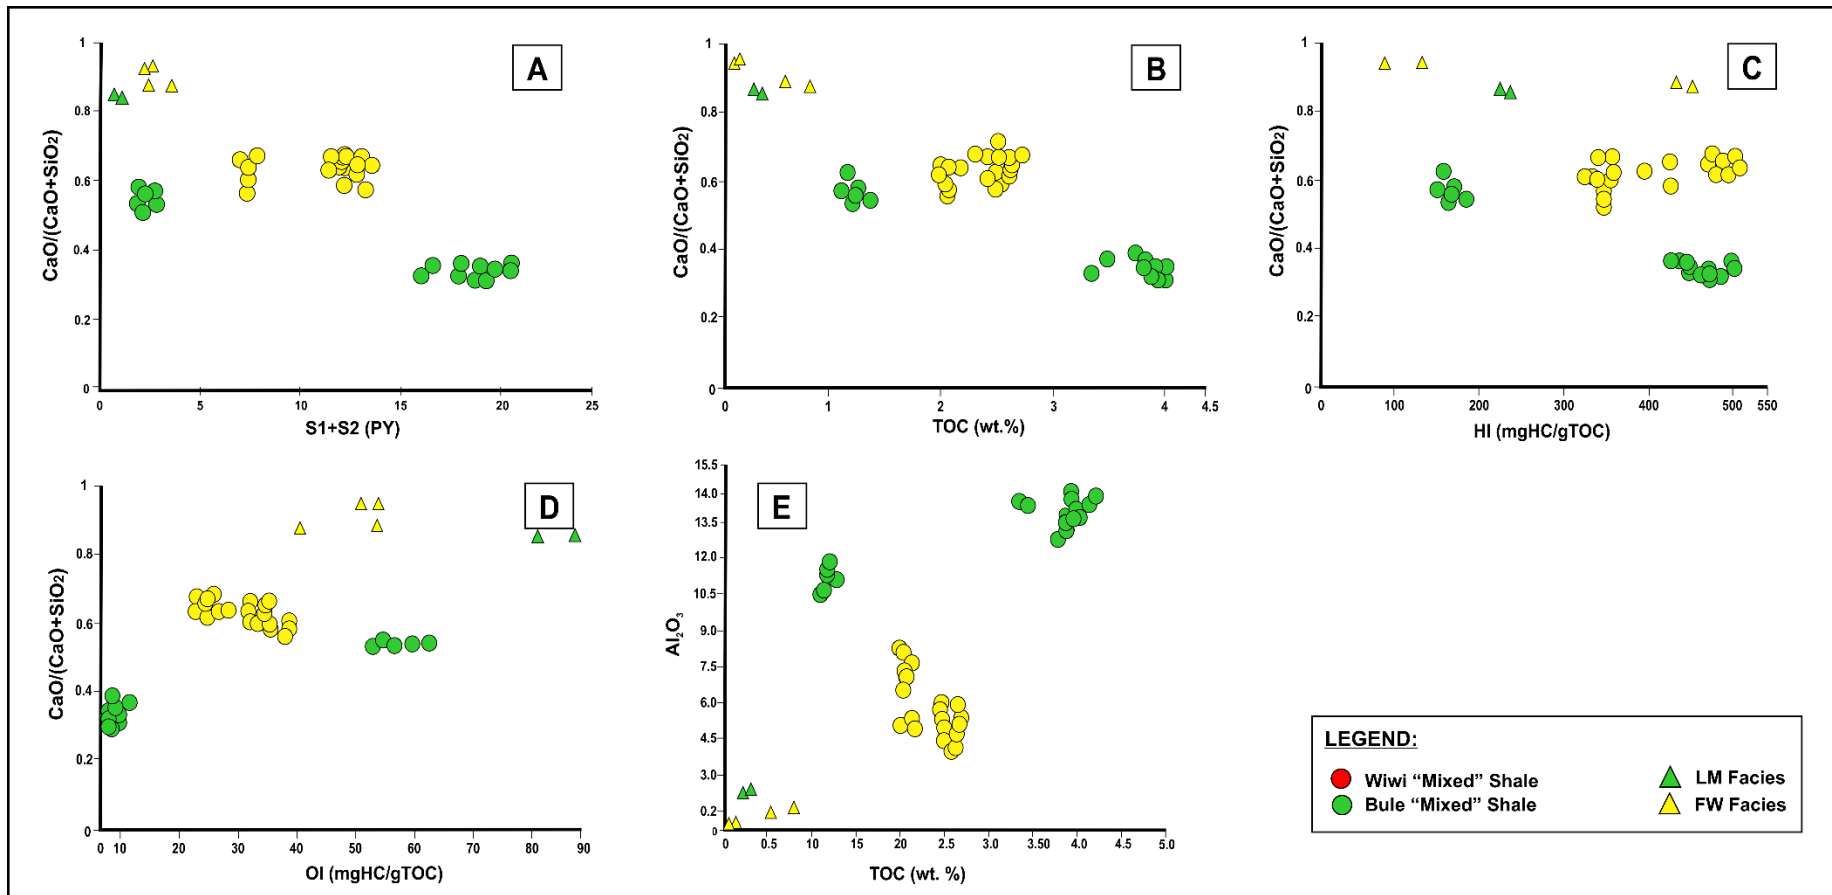 A
CaO/(CaO+SiO2)
1
0.8
0.6
0.4
0.2
0
0 5 10 15 20 25
S1+S2 (PY)
B
CaO/(CaO+SiO2)
1
0.8
0.6
0.4
0.2
0
0 1 2 3 4 4.5
TOC (wt.%)
C
CaO/(CaO+SiO2)
1
0.8
0.6
0.4
0.2
0
0 100 200 300 400 500 550
HI (mgHC/gTOC)
D
CaO/(CaO+SiO2)
1
0.8
0.6
0.4
0.2
0
0 10 20 30 40 50 60 70 80 90
OI (mgHC/gTOC)
E
Al2O3
15.5
14.0
13.5
12.0
10.5
9.0
7.5
6.0
4.5
3.0
0.2
0
0 0.5 10 1.5 20 2.5 3.00 3.5 4.0 4.5 5.0
TOC (wt. %)
LEGEND:
Wiwi “Mixed” Shale
Bule “Mixed” Shale
LM Facies
FW Facies